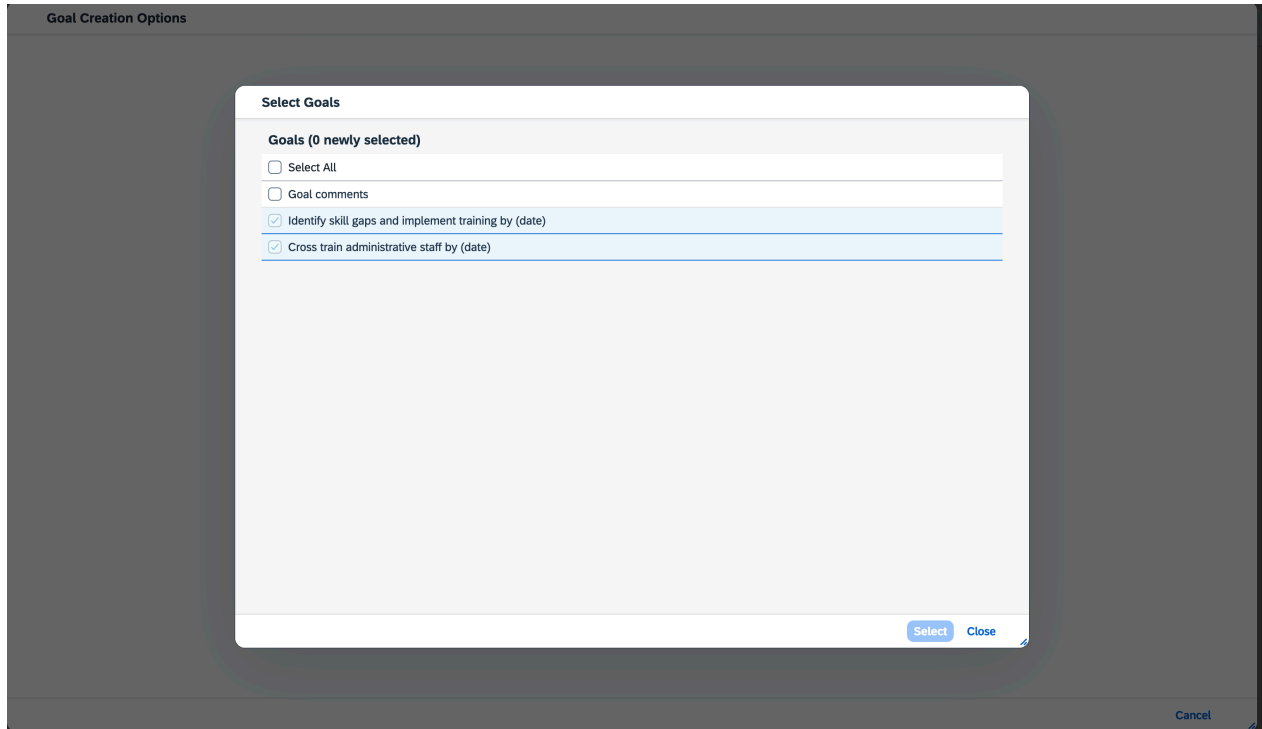 Goal Creation Options
Select Goals
Goals (0 newly selected)
Select All
Goal comments
Identify skill gaps and implement training by (date)
Cross train administrative staff by (date)
Select Close
Cancel